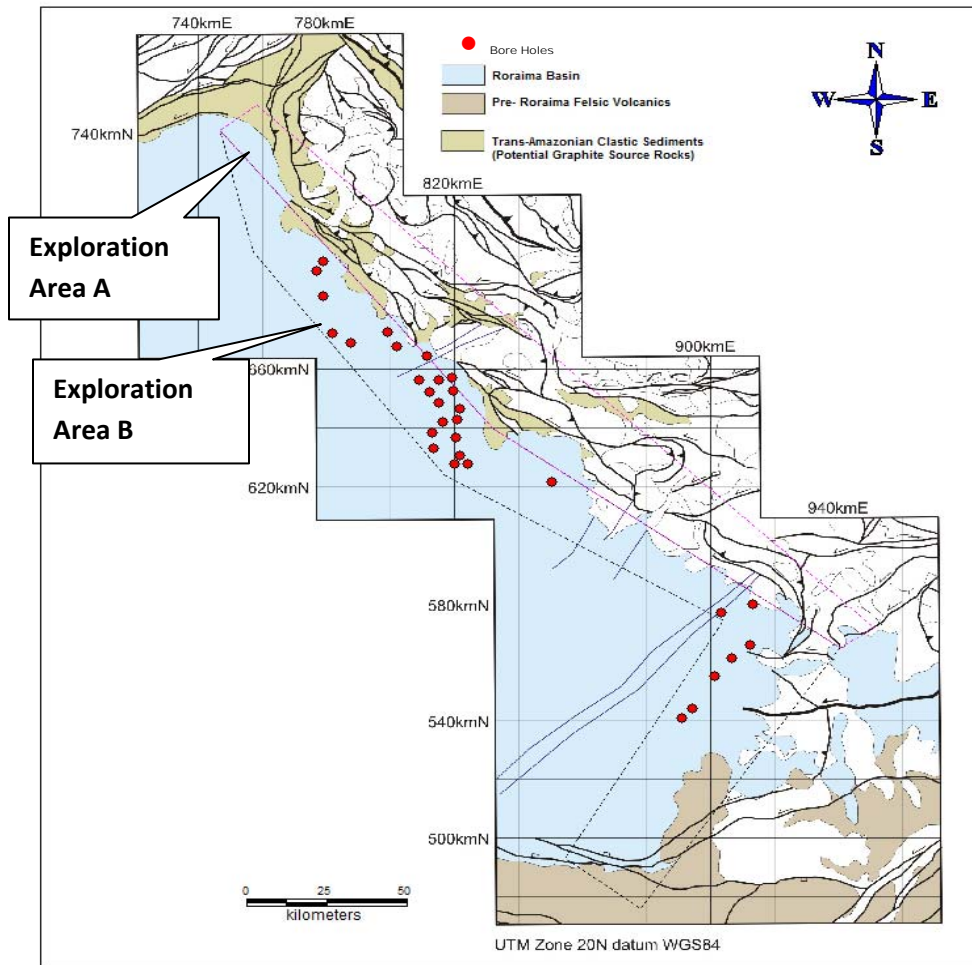 740kmE 780kmE
Bore Holes
Roraima Basin
Pre- Roraima Felsic Volcanics
Trans-Amazonian Clastic Sediments
(Potential Graphite Source Rocks)
N
W E
S
740kmN
820kmE
Exploration
Area A
900kmE
660kmN
Exploration
Area B
620kmN
940kmE
580kmN
540kmN
500kmN
0 25 50
kilometers
UTM Zone 20N datum WGS84